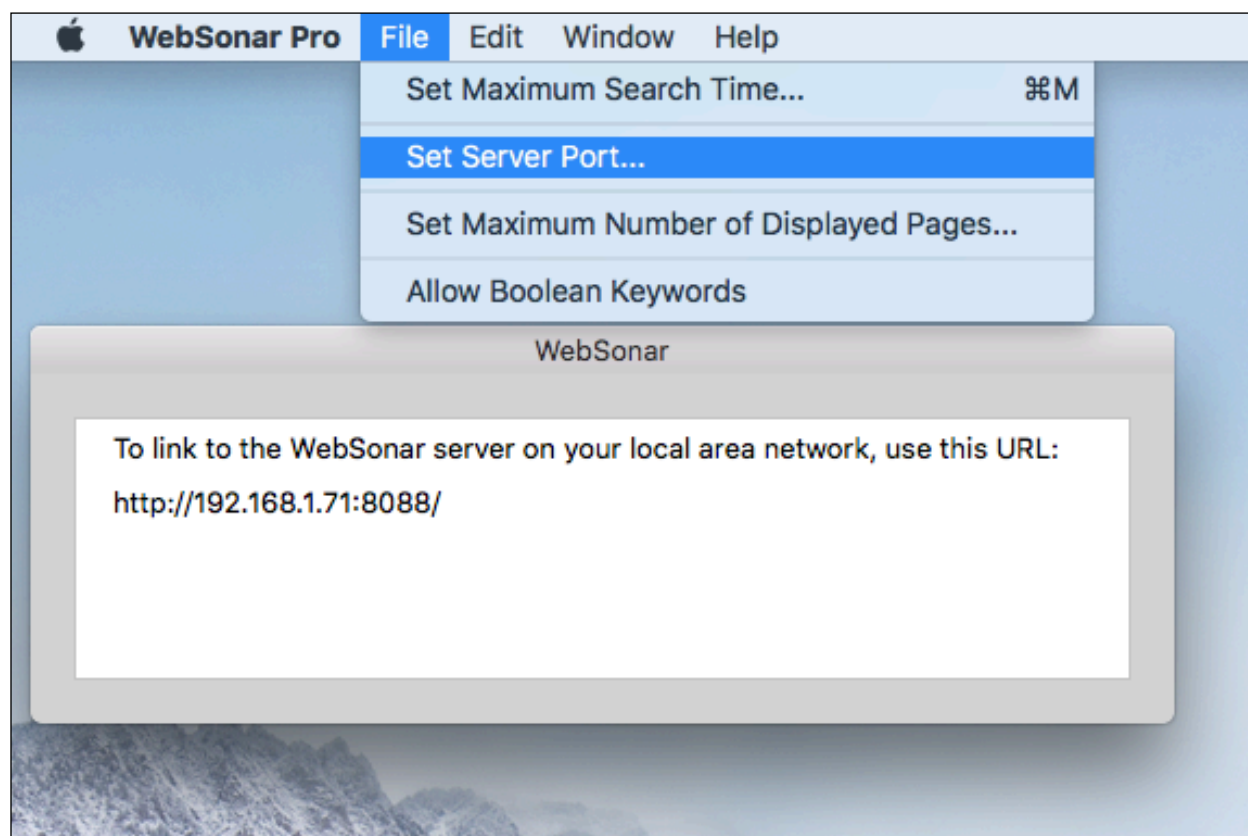 WebSonar Pro File Edit Window Help
Set Maximum Search Time... ⌘M
Set Server Port...
Set Maximum Number of Displayed Pages...
Allow Boolean Keywords
WebSonar
To link to the WebSonar server on your local area network, use this URL:
http://192.168.1.71:8088/